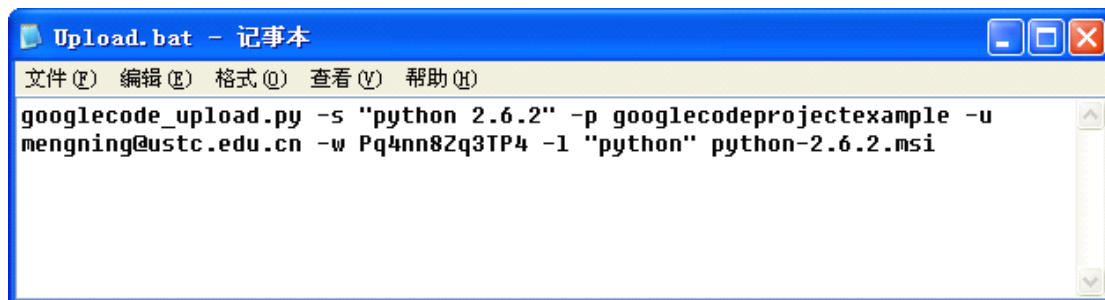 Upload.bat - 记事本
文件(F) 编辑(E) 格式(O) 查看(V) 帮助(H)
googlecode_upload.py -s "python 2.6.2" -p googlecodeprojectexample -u
mengning@ustc.edu.cn -w Pq4nn8Zq3TP4 -l "python" python-2.6.2.msi